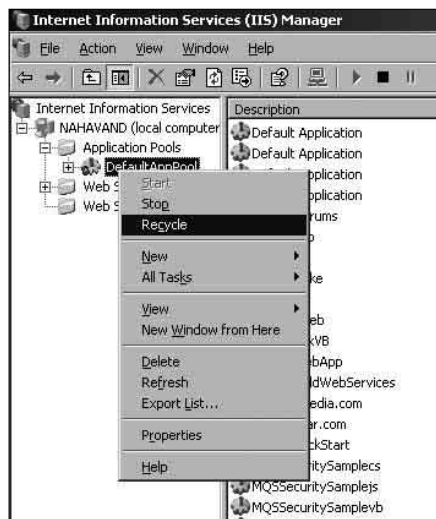 Internet Information Services (IIS) Manager
File Action View Window Help
Internet Information Services
NAHAVAND (local computer
Application Pools
DefaultAppPool
Web S
Web S
Description
Default Application
Default Application
pplication
pplication
rums
ke
eb
kVB
bApp
ldWebServices
edia.com
ar.com
ckStart
ritySamplecs
MQSSecuritySamplejs
MQSSecuritySamplevb
Start
Stop
Recycle
New
All Tasks
View
New Window from Here
Delete
Refresh
Export List...
Properties
Help